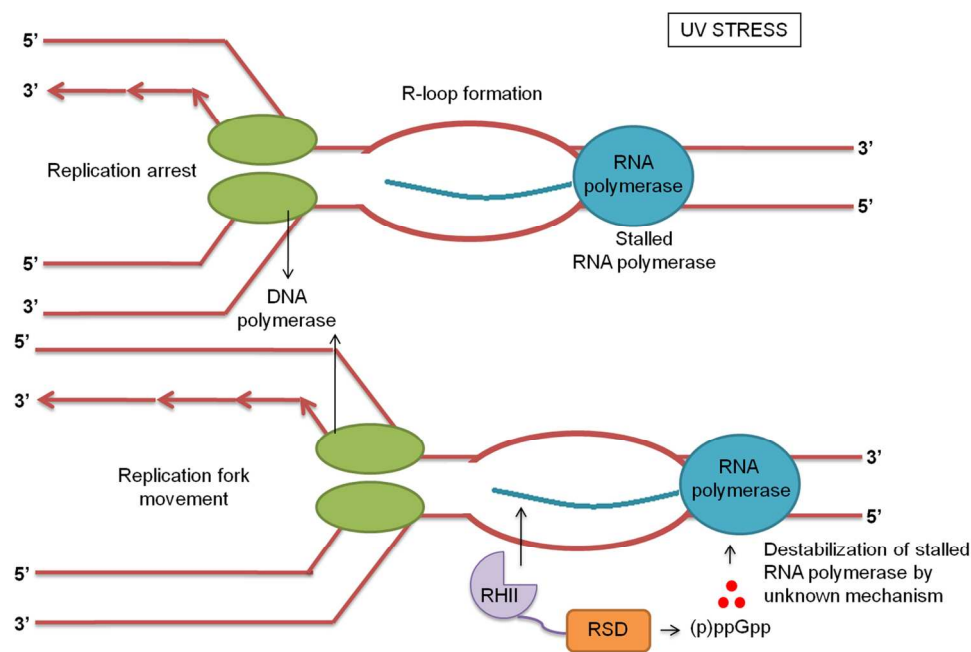 UV STRESS
5’
3’
R-loop formation
Replication arrest
RNA
polymerase
3’
5’
Stalled
RNA polymerase
5’
3’
DNA
polymerase
5’
3’
Replication fork
movement
RNA
polymerase
3’
5’
5’
3’
RHII
RSD
(p)ppGpp
Destabilization of stalled
RNA polymerase by
unknown mechanism